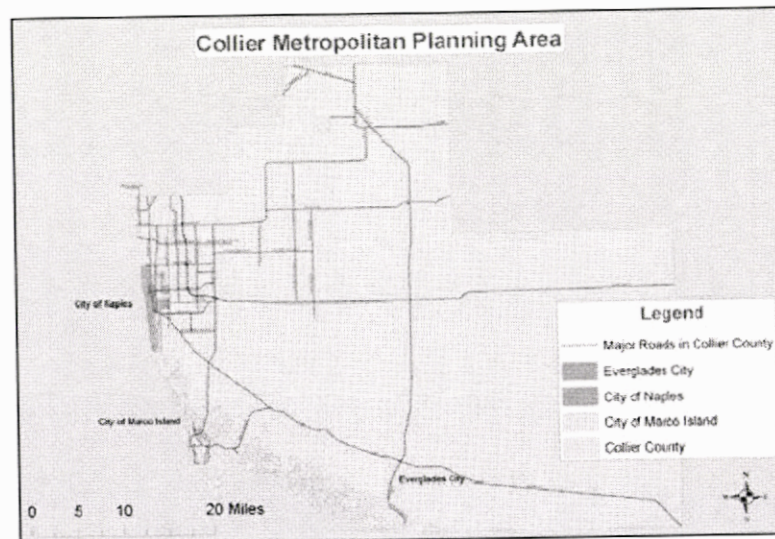 Collier Metropolitan Planning Area
City of Naples
City of Marco Island
Everglades City
Legend
Major Roads in Collier County
Everglades City
City of Naples
City of Marco Island
Collier County
0 5 10 20 Miles
N